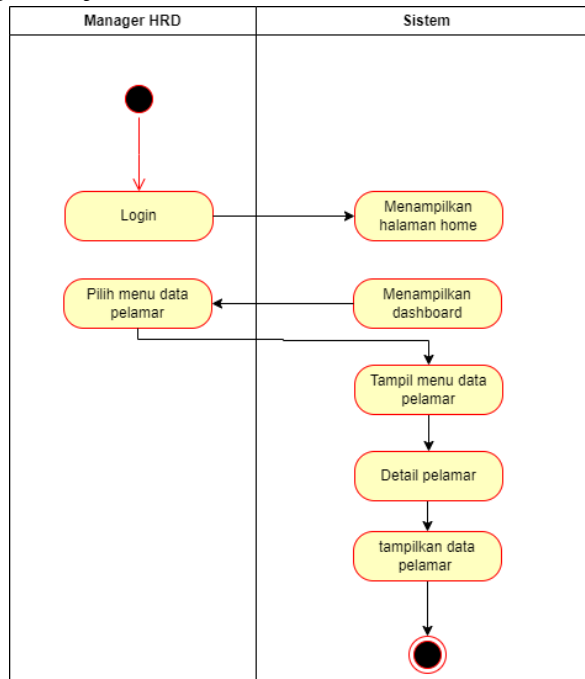 Manager HRD
Sistem
Login
Menampilkan
halaman home
Pilih menu data
pelamar
Menampilkan
dashboard
Tampil menu data
pelamar
Detail pelamar
tampilkan data
pelamar